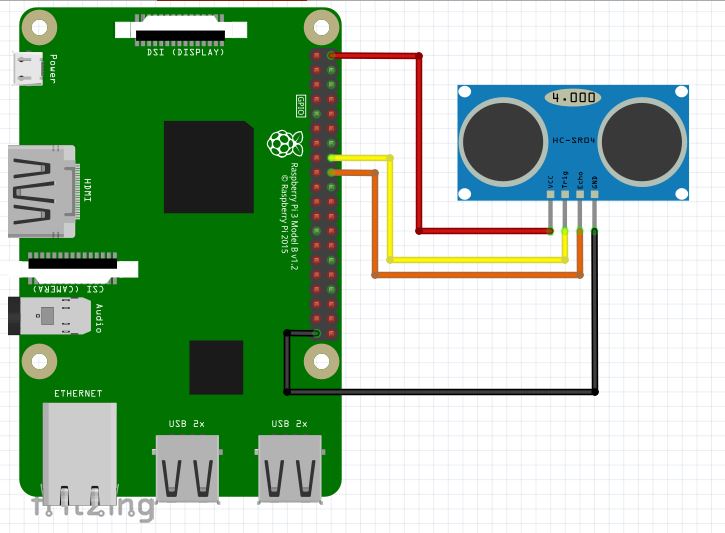 DSI (DISPLAY)
Power
GPIO
HDMI
Raspberry Pi 3 Model B v1.2
© Raspberry Pi 2015
CSI (CAMERA)
Audio
ETHERNET
USB 2x
USB 2x
fritzing
4.000
HC-SR04
VCC
Trig
Echo
GND